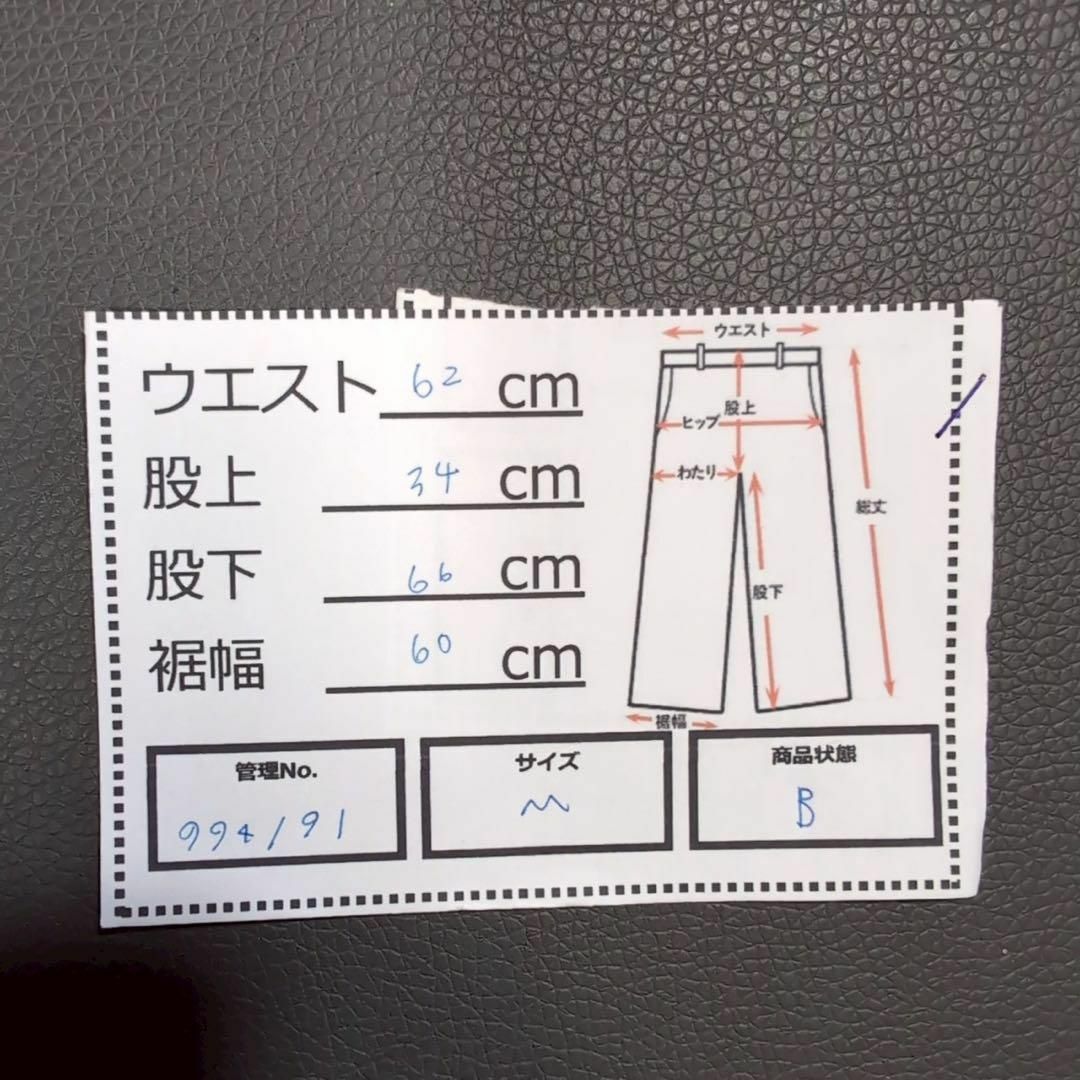 ウエスト 62 cm
股上 34 cm
股下 66 cm
裾幅 60 cm
ウエスト
股上
ヒップ
わたり
総丈
股下
裾幅
管理No.
994/91
サイズ
M
商品状態
B